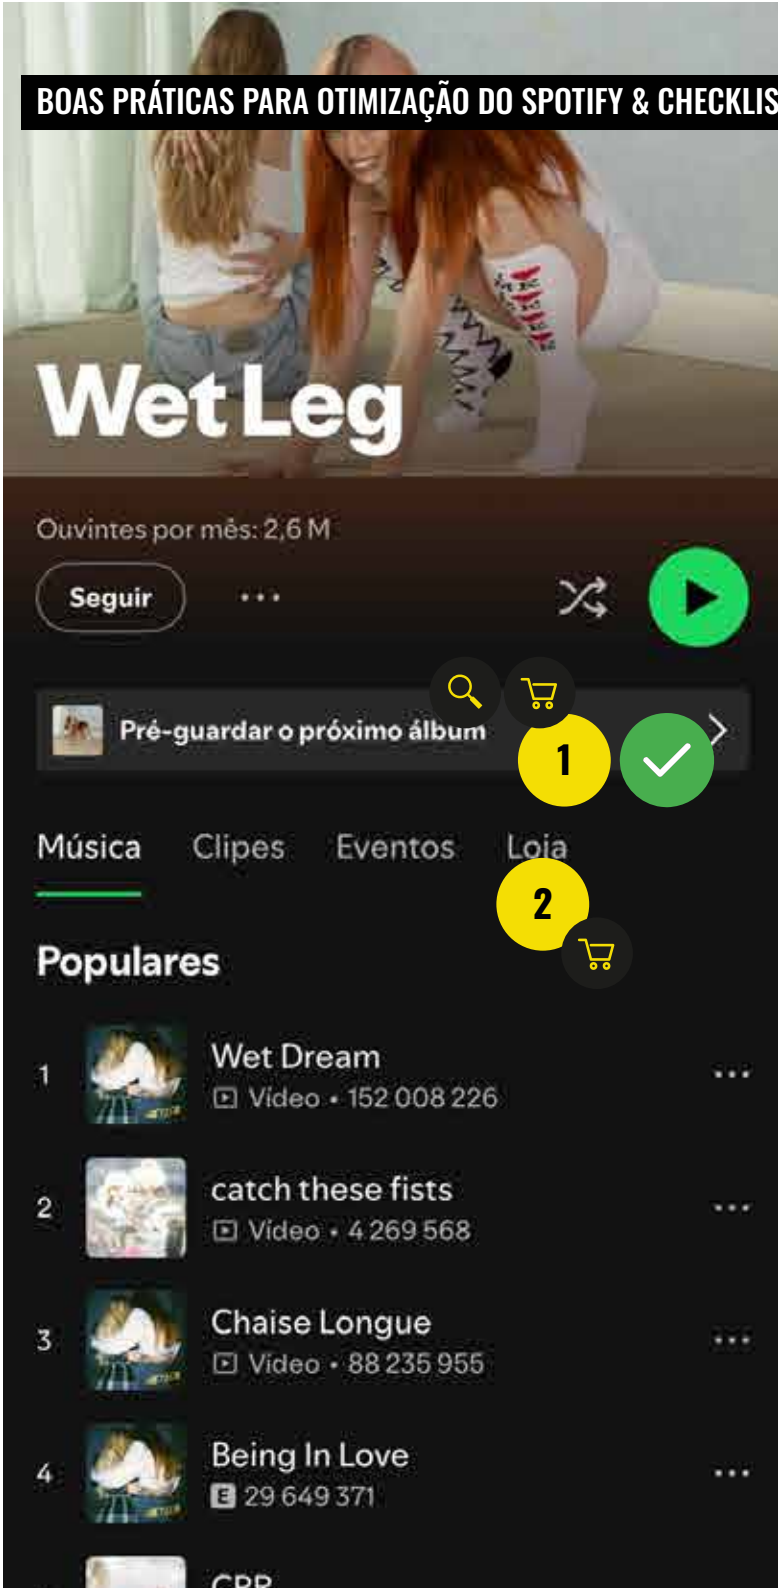 BOAS PRÁTICAS PARA OTIMIZAÇÃO DO SPOTIFY & CHECKLIS
Wet Leg
Ouvintes por mês: 2,6 M
Seguir
Pré-guardar o próximo álbum
1
Música Clipes Eventos Loja
2
Populares
1
Wet Dream
Vídeo • 152 008 226
2
catch these fists
Vídeo • 4 269 568
3
Chaise Longue
Vídeo • 88 235 955
4
Being In Love
E 29 649 371
CPR